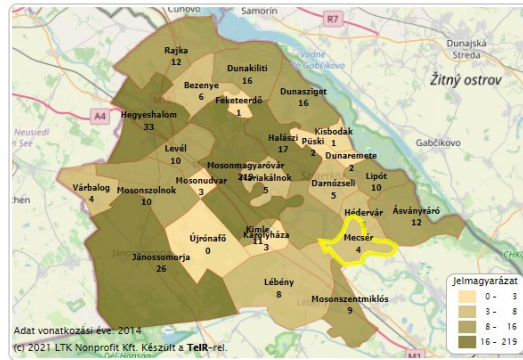 Čunovo
Šamorín
R7
Dunajská
Streda
Žitný ostrov
Gabčíkovo
A4
M1
Rajka
12
Dunakiliti
16
Bezenye
6
Feketeerdő
1
Dunasziget
16
Hegyeshalom
33
Halászi
17
Kisbodak
1
Püski
2
Dunaremete
2
Levél
10
Mosonmagyaróvár
219
Máriakálnok
5
Mosonudvar
3
Darnózseli
5
Lipót
10
Várbalog
4
Mosonszolnok
10
Hédervár
Ásványráró
12
Kimle
11
Károlyháza
3
Mecsér
4
Újrónafő
0
Jánossomorja
26
Lébény
8
Mosonszentmiklós
9
Jelmagyarázat
0 - 3
3 - 8
8 - 16
16 - 219
Adat vonatkozási éve: 2014
(c) 2021 LTK Nonprofit Kft. Készült a TeIR-rel.